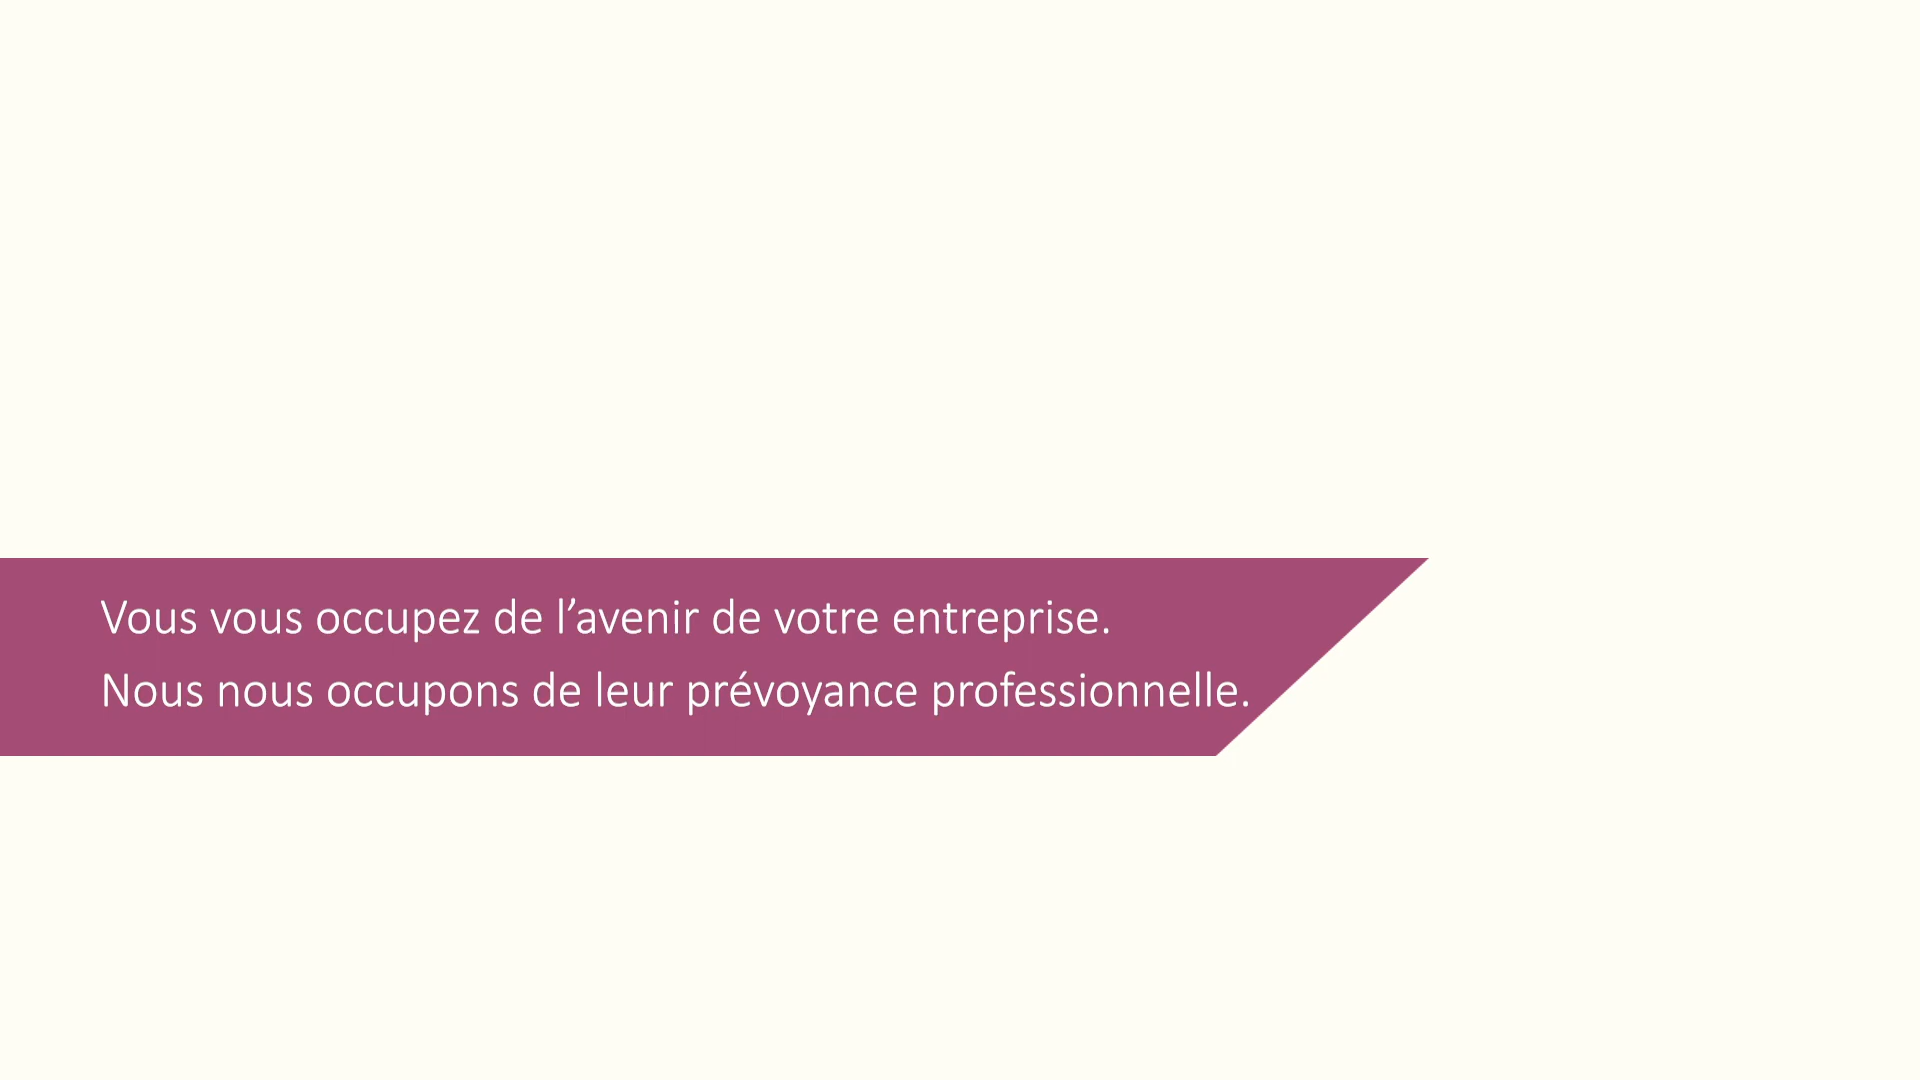 Vous vous occupez de l’avenir de votre entreprise.
Nous nous occupons de leur prévoyance professionnelle.